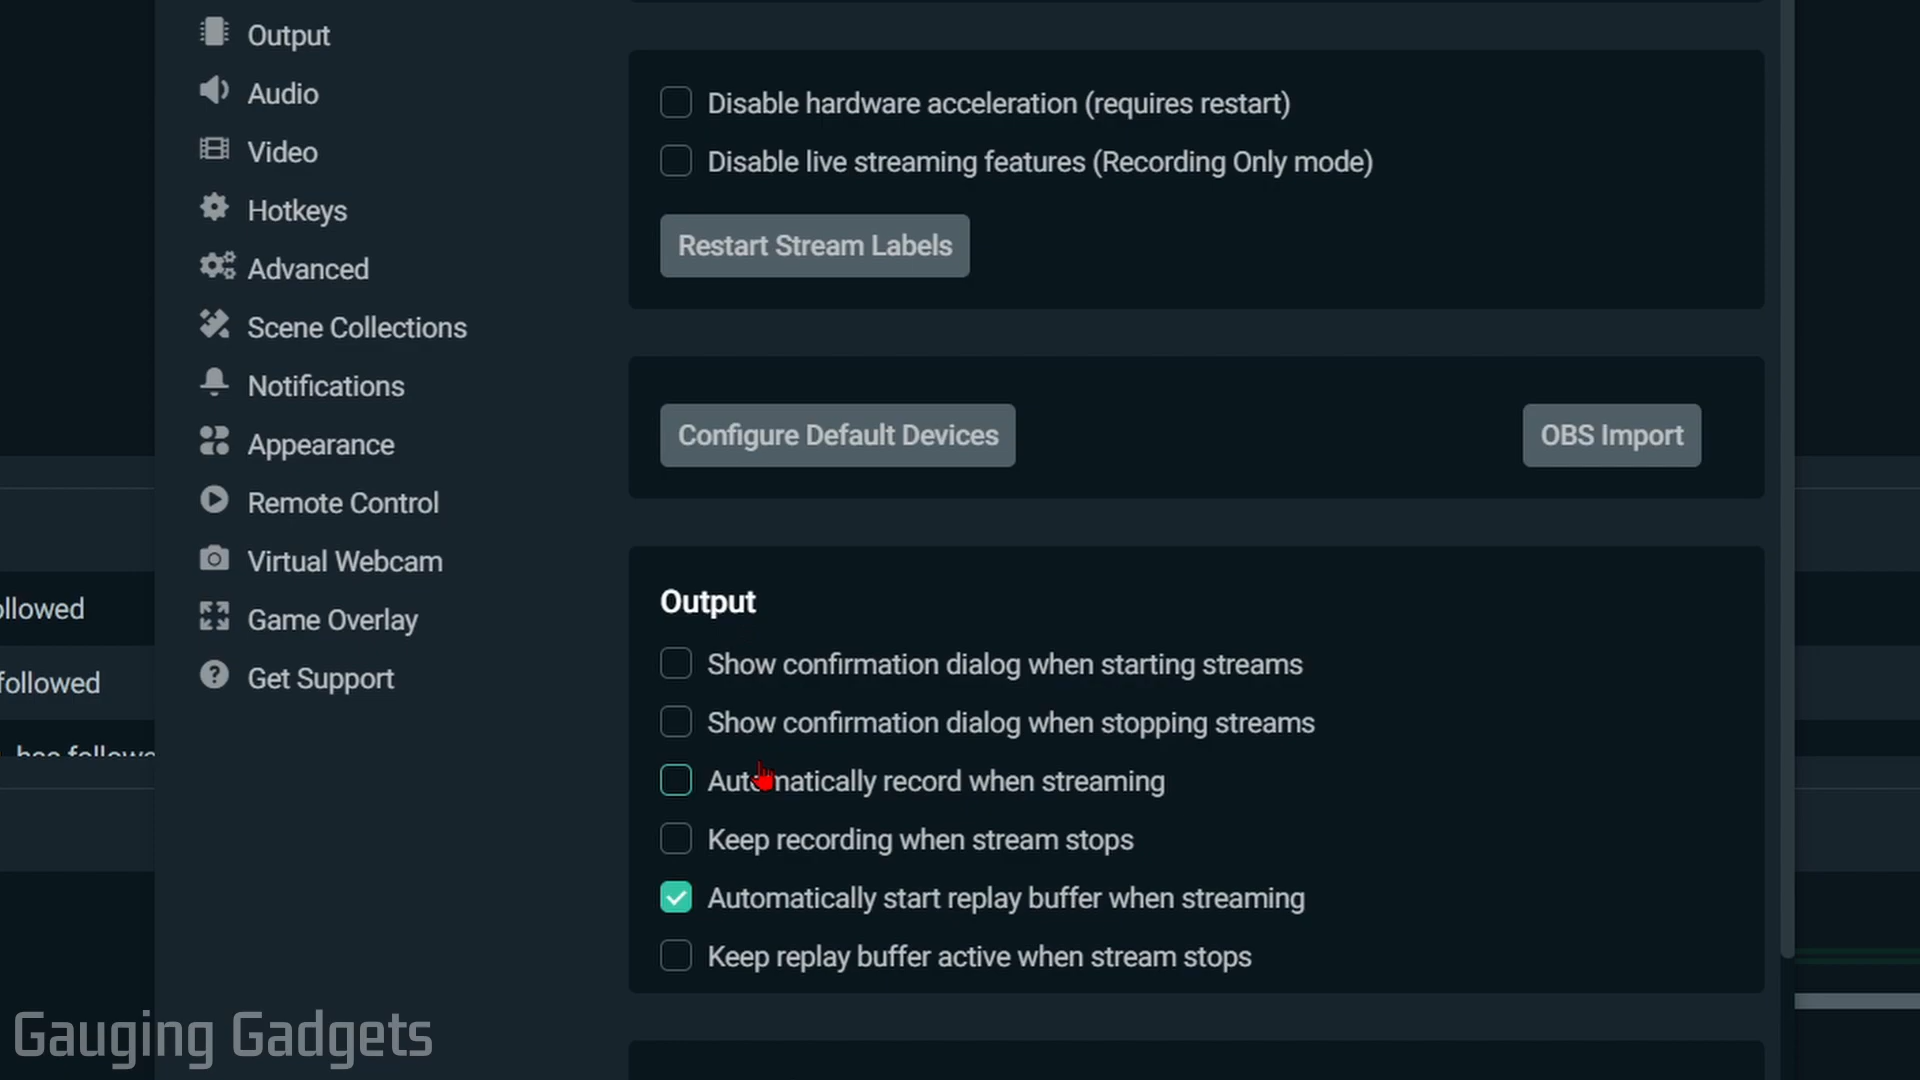 Output
Audio
Video
Hotkeys
Advanced
Scene Collections
Notifications
Appearance
Remote Control
Virtual Webcam
Game Overlay
Get Support
ollowed
followed
has followe
Disable hardware acceleration (requires restart)
Disable live streaming features (Recording Only mode)
Restart Stream Labels
Configure Default Devices
OBS Import
Output
Show confirmation dialog when starting streams
Show confirmation dialog when stopping streams
Automatically record when streaming
Keep recording when stream stops
Automatically start replay buffer when streaming
Keep replay buffer active when stream stops
Gauging Gadgets